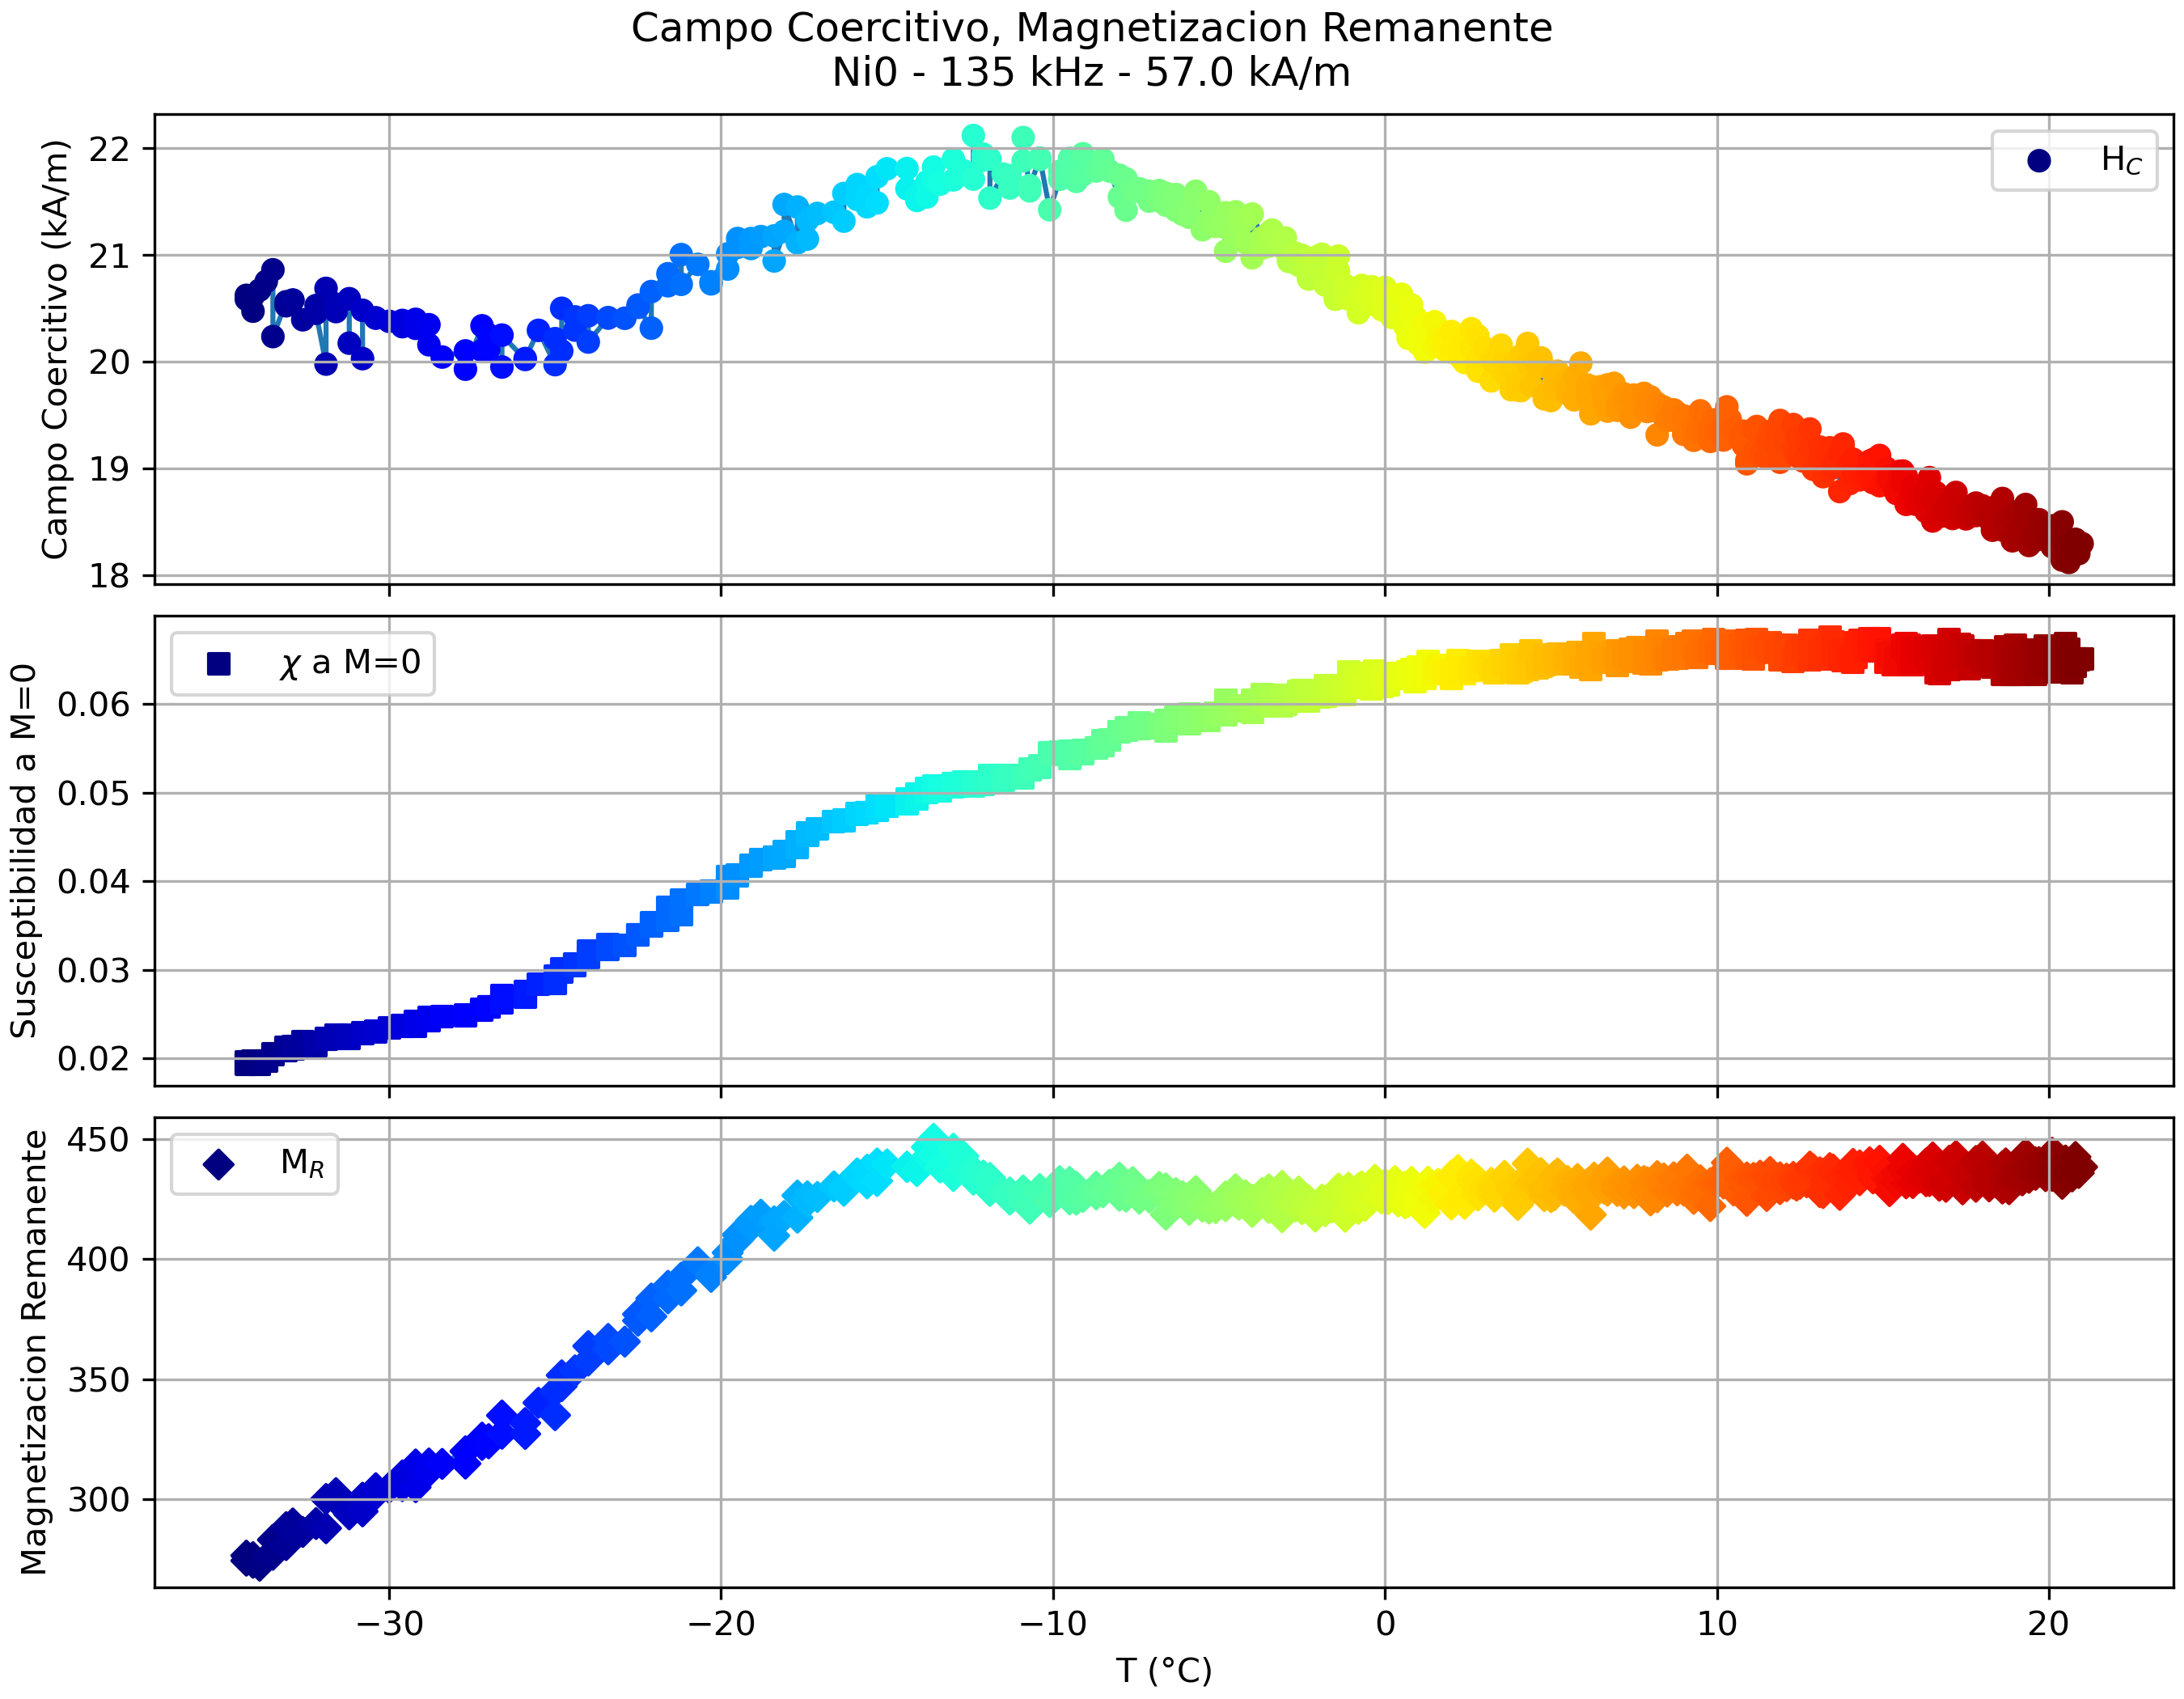 Campo Coercitivo, Magnetizacion Remanente
Ni0 - 135 kHz - 57.0 kA/m
Campo Coercitivo (kA/m)
22
21
20
19
18
H_C
Susceptibilidad a M=0
0.06
0.05
0.04
0.03
0.02
χ a M=0
Magnetizacion Remanente
450
400
350
300
M_R
−30
−20
−10
0
10
20
T (°C)